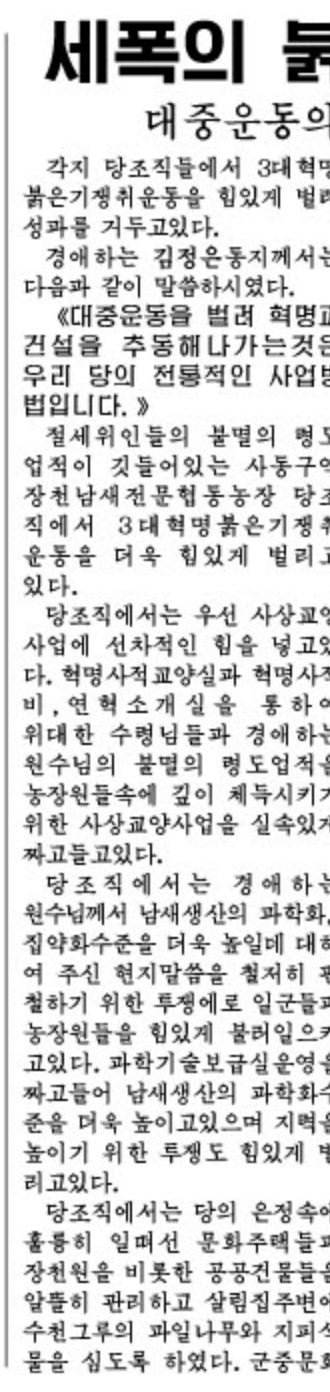 세폭의 붉
대중운동의
각지 당조직들에서 3대혁명
붉은기쟁취운동을 힘있게 벌려
성과를 거두고있다.
경애하는 김정은동지께서는
다음과 같이 말씀하시였다.
《대중운동을 벌려 혁명과
건설을 추동해나가는것은
우리 당의 전통적인 사업방
법입니다.》
절세위인들의 불멸의 령도
업적이 깃들어있는 사동구역
장천남새전문협동농장 당조
직에서 3대혁명붉은기쟁취
운동을 더욱 힘있게 벌리고
있다.
당조직에서는 우선 사상교양
사업에 선차적인 힘을 넣고있
다. 혁명사적교양실과 혁명사적
비, 연혁소개실을 통하여
위대한 수령님들과 경애하는
원수님의 불멸의 령도업적을
농장원들속에 깊이 체득시키기
위한 사상교양사업을 실속있게
짜고들고있다.
당조직에서는 경애하는
원수님께서 남새생산의 과학화,
집약화수준을 더욱 높일데 대하
여 주신 현지말씀을 철저히 관
철하기 위한 투쟁에로 일군들과
농장원들을 힘있게 불러일으키
고있다. 과학기술보급실운영을
짜고들어 남새생산의 과학화수
준을 더욱 높이고있으며 지력을
높이기 위한 투쟁도 힘있게 벌
리고있다.
당조직에서는 당의 은정속에
훌륭히 일떠선 문화주택들과
장천원을 비롯한 공공건물들을
알뜰히 관리하고 살림집주변에
수천그루의 과일나무와 지피식
물을 심도록 하였다. 군중문화